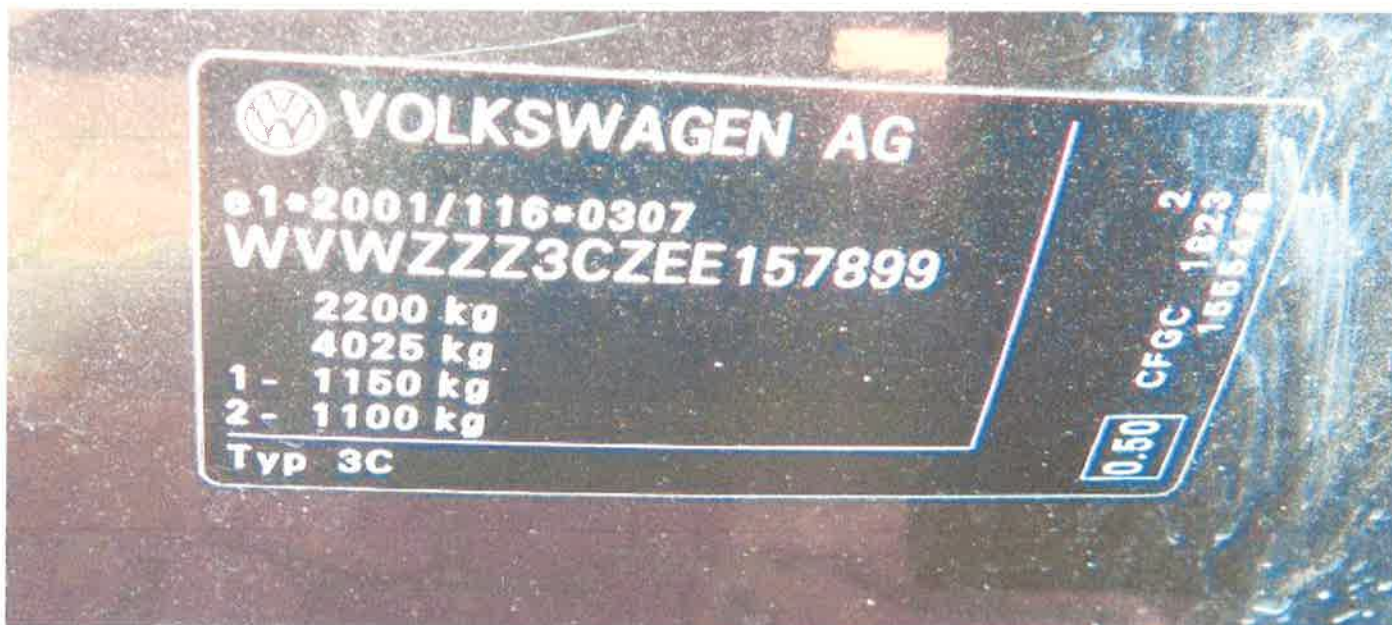 VOLKSWAGEN AG
e1*2001/116*0307
WVWZZZ3CZEE157899
2200 kg
4025 kg
1 - 1150 kg
2 - 1100 kg
Typ 3C
0.50 CFGC 2
1823